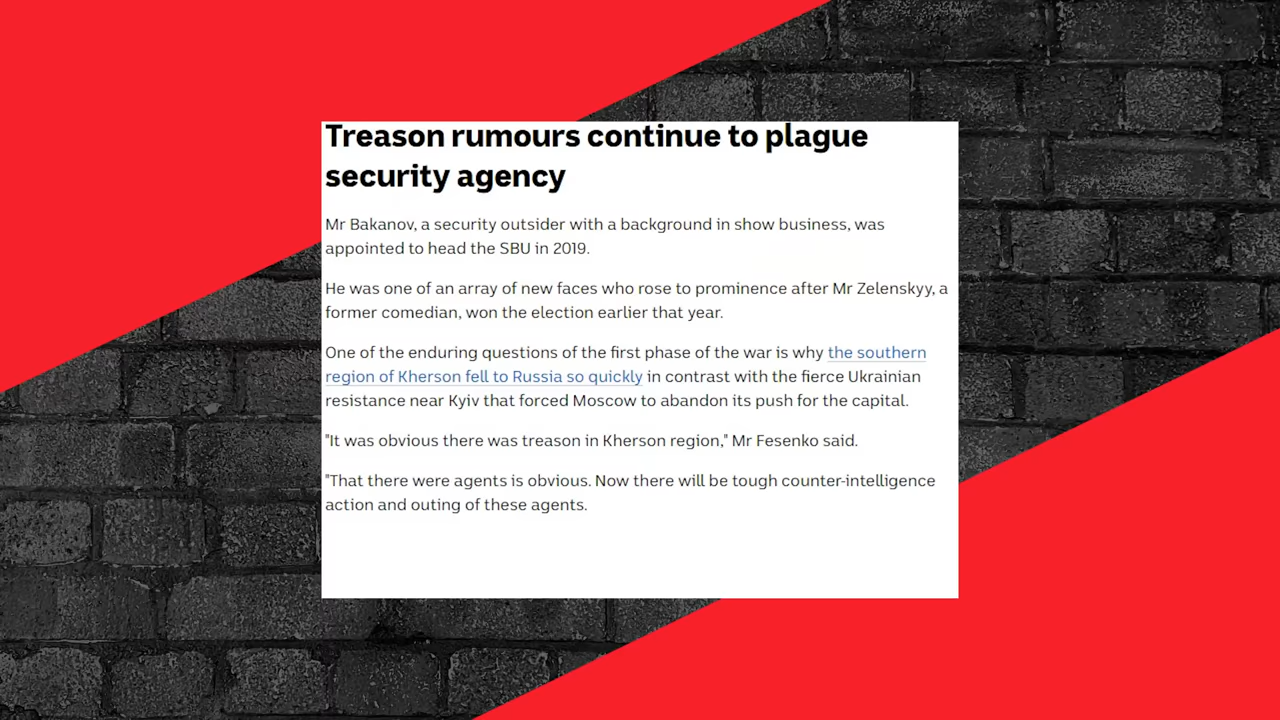 Treason rumours continue to plague
security agency
Mr Bakanov, a security outsider with a background in show business, was
appointed to head the SBU in 2019.
He was one of an array of new faces who rose to prominence after Mr Zelenskyy, a
former comedian, won the election earlier that year.
One of the enduring questions of the first phase of the war is why the southern
region of Kherson fell to Russia so quickly in contrast with the fierce Ukrainian
resistance near Kyiv that forced Moscow to abandon its push for the capital.
"It was obvious there was treason in Kherson region," Mr Fesenko said.
"That there were agents is obvious. Now there will be tough counter-intelligence
action and outing of these agents.